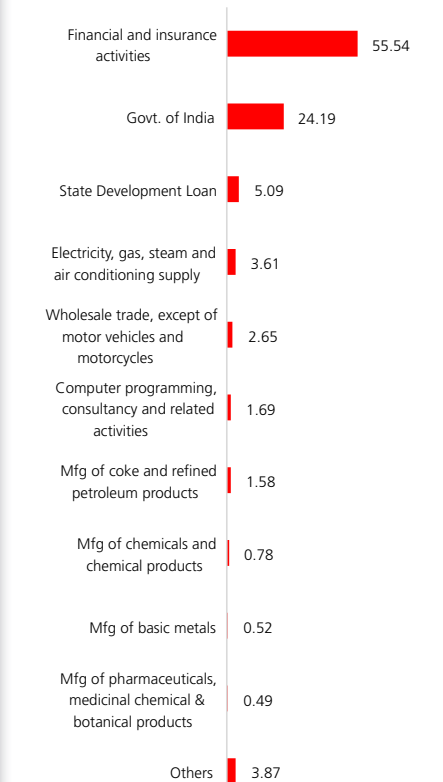 Financial and insurance
activities
55.54
Govt. of India
24.19
State Development Loan
5.09
Electricity, gas, steam and
air conditioning supply
3.61
Wholesale trade, except of
motor vehicles and
motorcycles
2.65
Computer programming,
consultancy and related
activities
1.69
Mfg of coke and refined
petroleum products
1.58
Mfg of chemicals and
chemical products
0.78
Mfg of basic metals
0.52
Mfg of pharmaceuticals,
medicinal chemical &
botanical products
0.49
Others
3.87